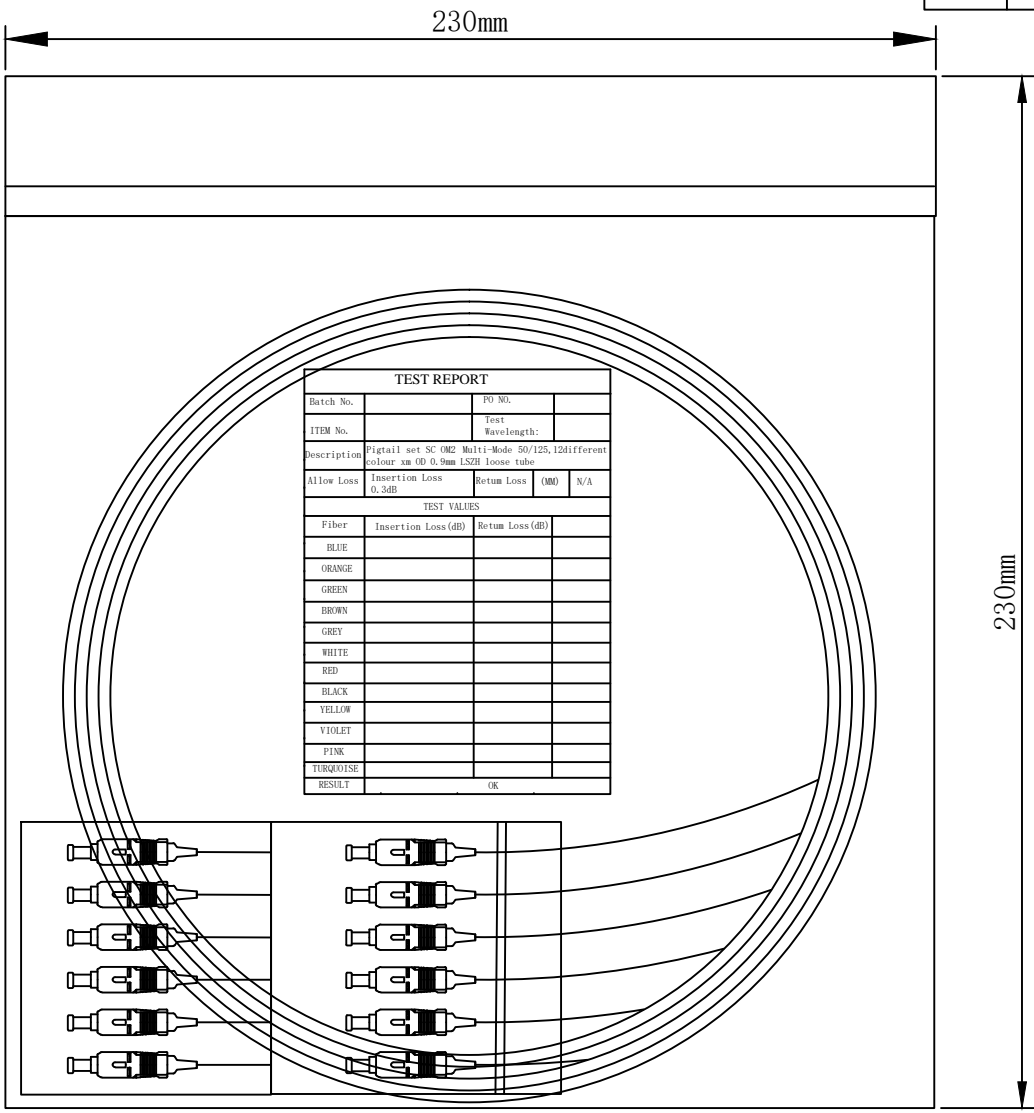 230mm
230mm
TEST REPORT
Batch No. PO NO.
ITEM No. Test Wavelength:
Description Pigtail set SC OM2 Multi-Mode 50/125,12different colour xm OD 0.9mm LSZH loose tube
Allow Loss Insertion Loss 0.3dB Retum Loss (MM) N/A
TEST VALUES
Fiber Insertion Loss(dB) Retum Loss(dB)
BLUE
ORANGE
GREEN
BROWN
GREY
WHITE
RED
BLACK
YELLOW
VIOLET
PINK
TURQUOISE
RESULT OK